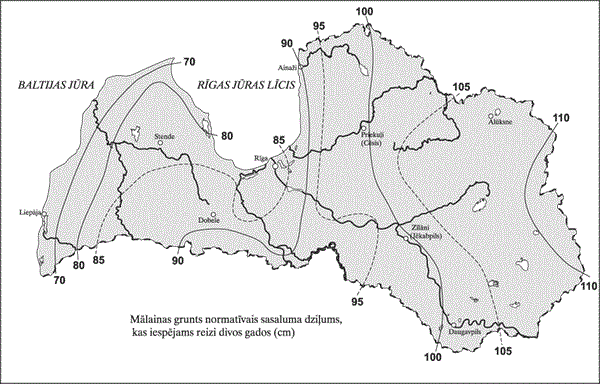 100
95
90
70
BALTIJAS JŪRA
RĪGAS JŪRAS LĪCIS
Ainaži
105
110
Alūksne
80
Stende
85
Priekuļi
(Cēsis)
Rīga
Liepāja
Dobele
Zīlāni
(Jēkabpils)
85
90
80
70
110
95
Mālainas grunts normatīvais sasaluma dziļums,
kas iespējams reizi divos gados (cm)
Daugavpils
100
105